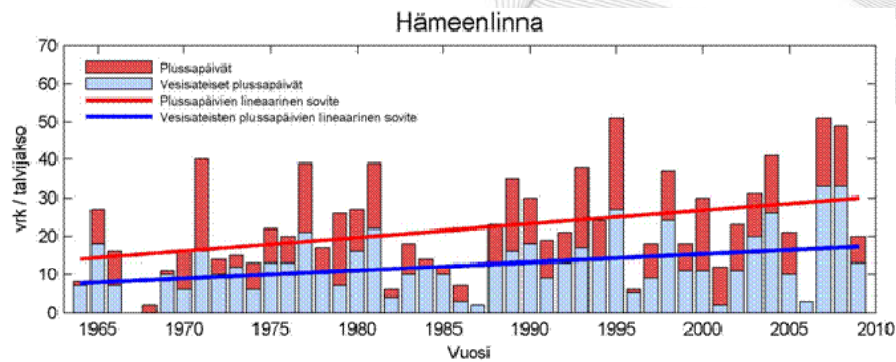 Hämeenlinna
70
60
50
40
30
20
10
0
vrk / talvijakso
Plussapäivät
Vesisateiset plussapäivät
Plussapäivien lineaarinen sovite
Vesisateisten plussapäivien lineaarinen sovite
1965 1970 1975 1980 1985 1990 1995 2000 2005 2010
Vuosi